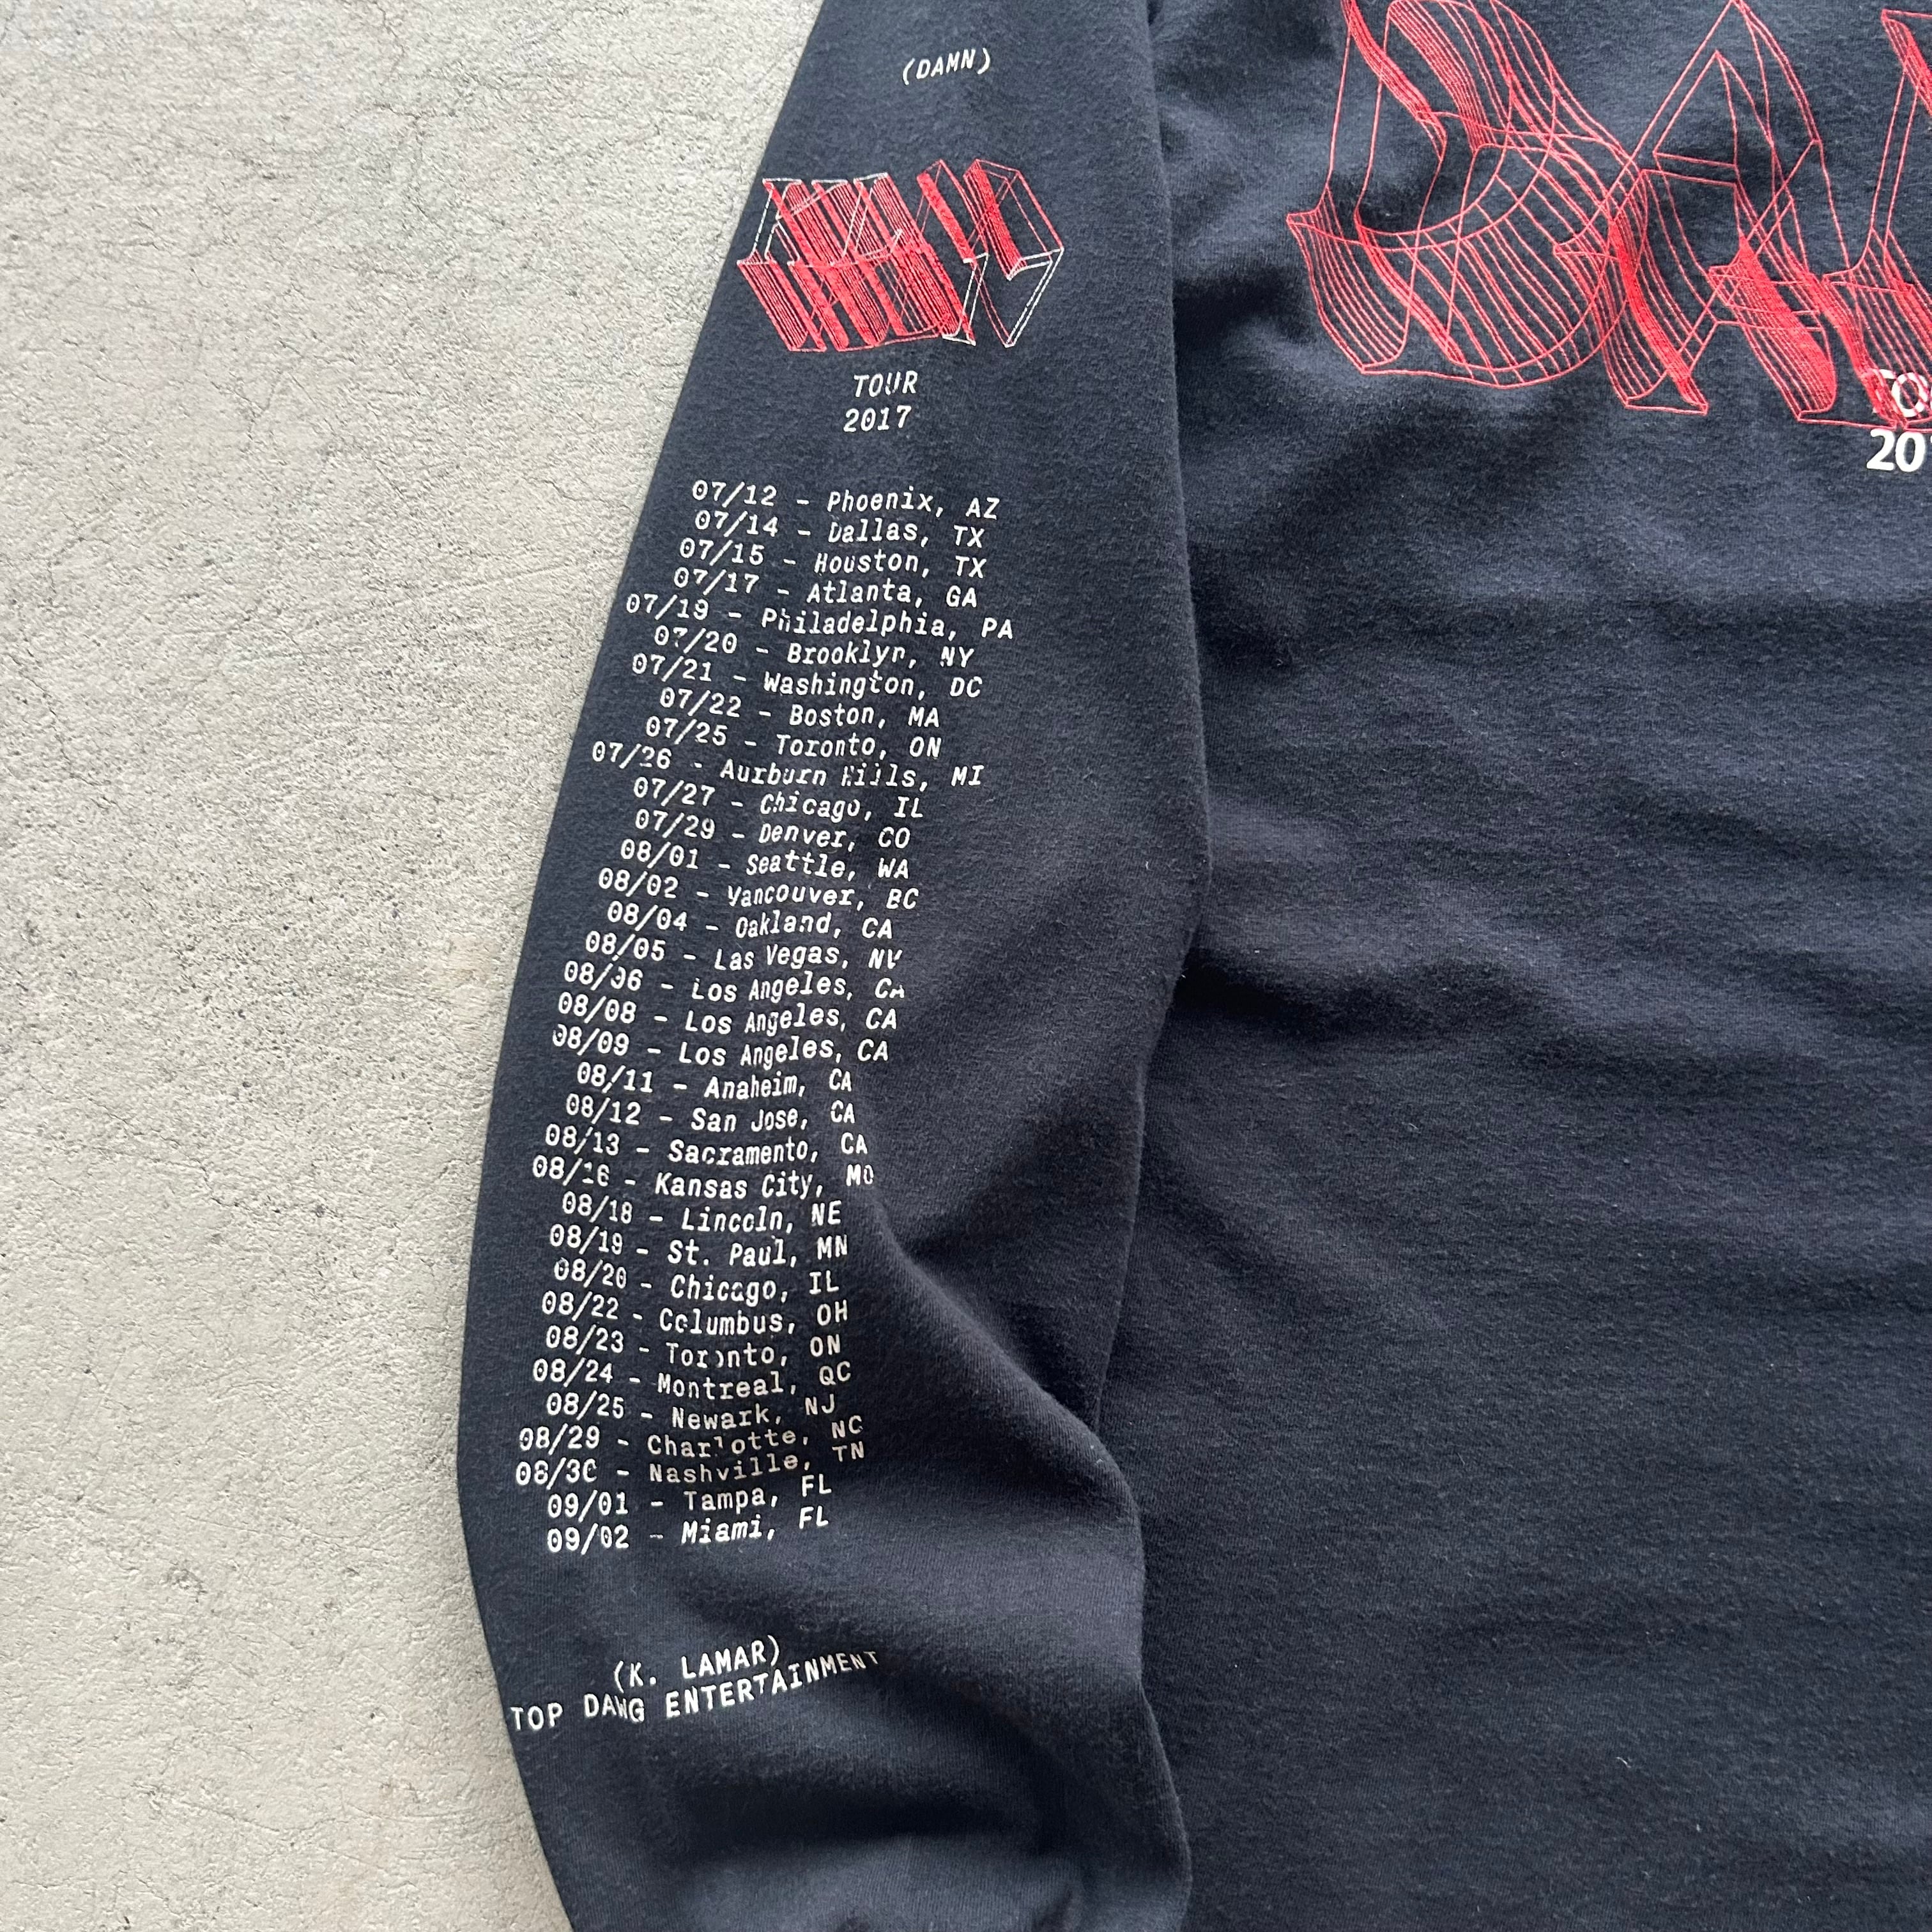 (DAMN)
TOUR
2017
07/12 - Phoenix, AZ
07/14 - Dallas, TX
07/15 - Houston, TX
07/17 - Atlanta, GA
07/19 - Philadelphia, PA
07/20 - Brooklyn, NY
07/21 - Washington, DC
07/22 - Boston, MA
07/25 - Toronto, ON
07/26 - Aurburn Hills, MI
07/27 - Chicago, IL
07/29 - Denver, CO
08/01 - Seattle, WA
08/02 - Vancouver, BC
08/04 - Oakland, CA
08/05 - Las Vegas, NV
08/06 - Los Angeles, CA
08/08 - Los Angeles, CA
08/09 - Los Angeles, CA
08/11 - Anaheim, CA
08/12 - San Jose, CA
08/13 - Sacramento, CA
08/16 - Kansas City, MO
08/18 - Lincoln, NE
08/19 - St. Paul, MN
08/20 - Chicago, IL
08/22 - Columbus, OH
08/23 - Toronto, ON
08/24 - Montreal, QC
08/25 - Newark, NJ
08/29 - Charlotte, NC
08/30 - Nashville, TN
09/01 - Tampa, FL
09/02 - Miami, FL
(K. LAMAR)
TOP DAWG ENTERTAINMENT
DA
TO
20